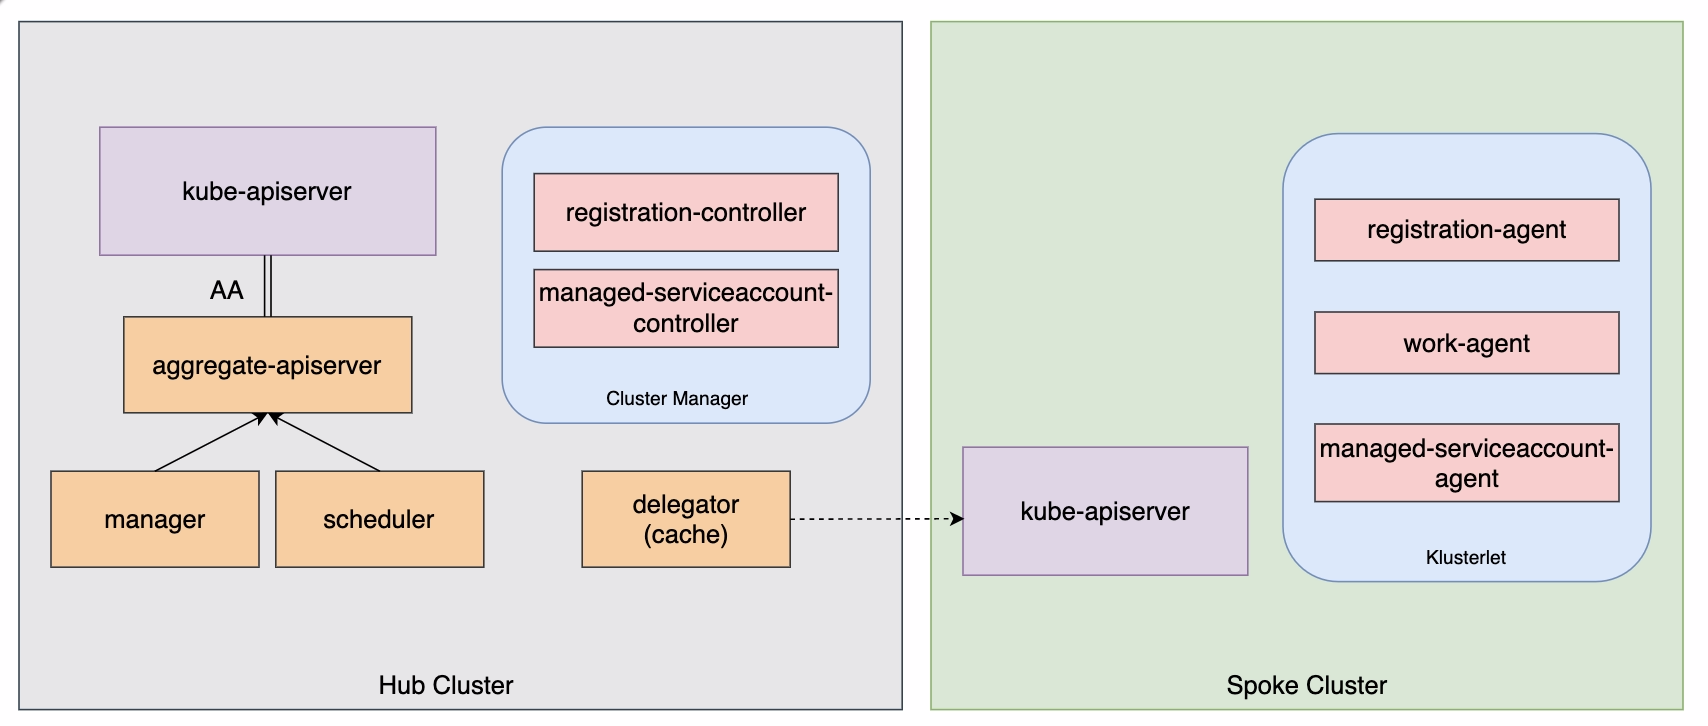 kube-apiserver
AA
aggregate-apiserver
manager
scheduler
registration-controller
managed-serviceaccount-
controller
Cluster Manager
delegator
(cache)
Hub Cluster
kube-apiserver
registration-agent
work-agent
managed-serviceaccount-
agent
Klusterlet
Spoke Cluster